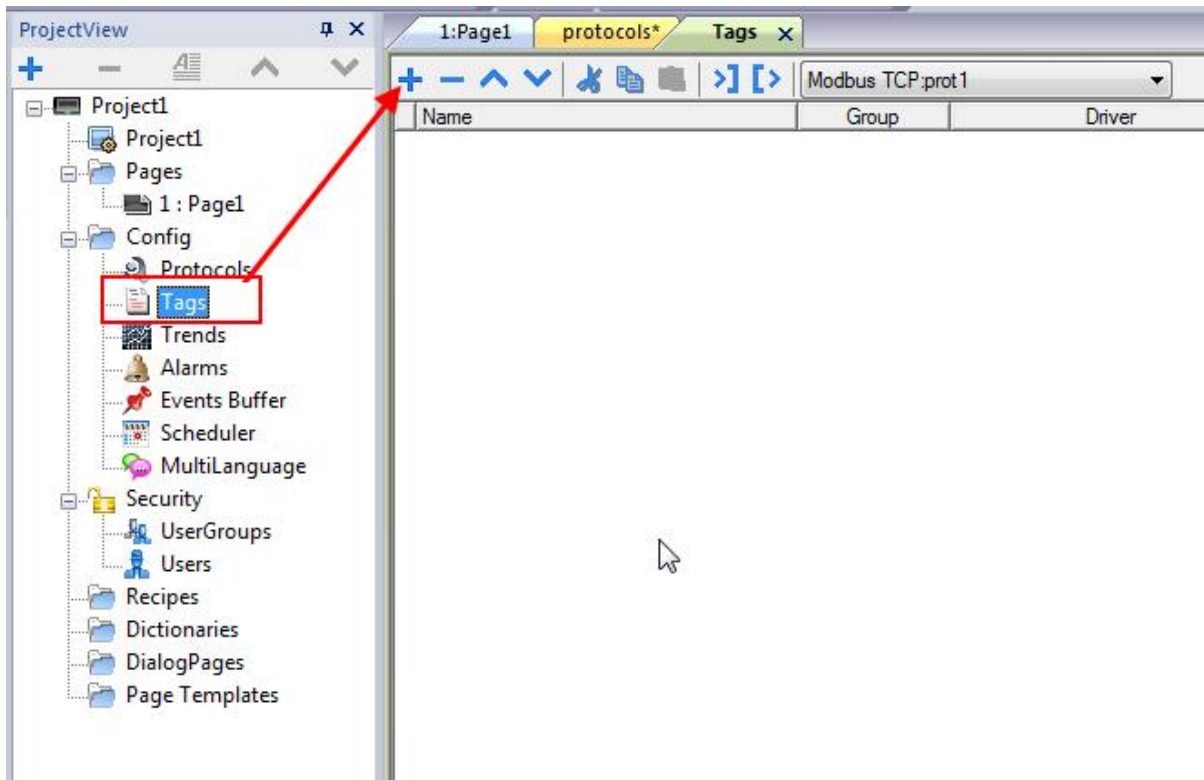 ProjectView
1:Page1 protocols* Tags
Modbus TCP:prot1
Name Group Driver
Project1
Project1
Pages
1 : Page1
Config
Protocols
Tags
Trends
Alarms
Events Buffer
Scheduler
MultiLanguage
Security
UserGroups
Users
Recipes
Dictionaries
DialogPages
Page Templates